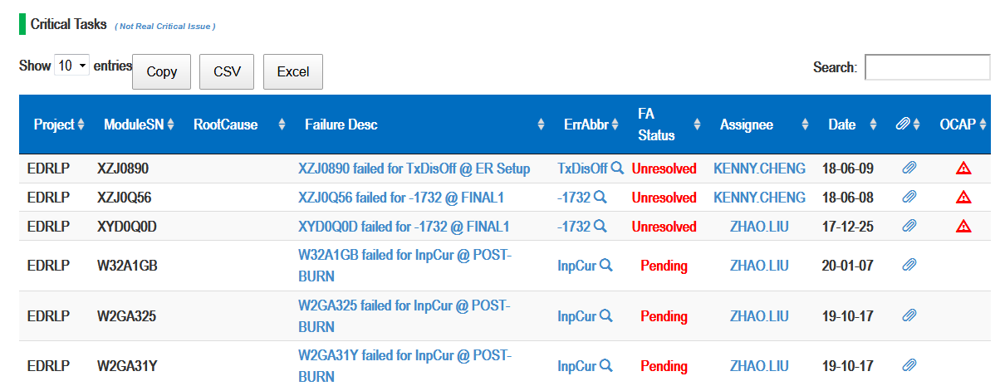 Critical Tasks ( Not Real Critical Issue )
Show 10 entries Copy CSV Excel Search:
Project ModuleSN RootCause Failure Desc ErrAbbr FA Status Assignee Date OCAP
EDRLP XZJ0890 XZJ0890 failed for TxDisOff @ ER Setup TxDisOff Unresolved KENNY.CHENG 18-06-09
EDRLP XZJ0Q56 XZJ0Q56 failed for -1732 @ FINAL1 -1732 Unresolved KENNY.CHENG 18-06-08
EDRLP XYD0Q0D XYD0Q0D failed for -1732 @ FINAL1 -1732 Unresolved ZHAO.LIU 17-12-25
EDRLP W32A1GB W32A1GB failed for InpCur @ POST-
BURN InpCur Pending ZHAO.LIU 20-01-07
EDRLP W2GA325 W2GA325 failed for InpCur @ POST-
BURN InpCur Pending ZHAO.LIU 19-10-17
EDRLP W2GA31Y W2GA31Y failed for InpCur @ POST-
BURN InpCur Pending ZHAO.LIU 19-10-17